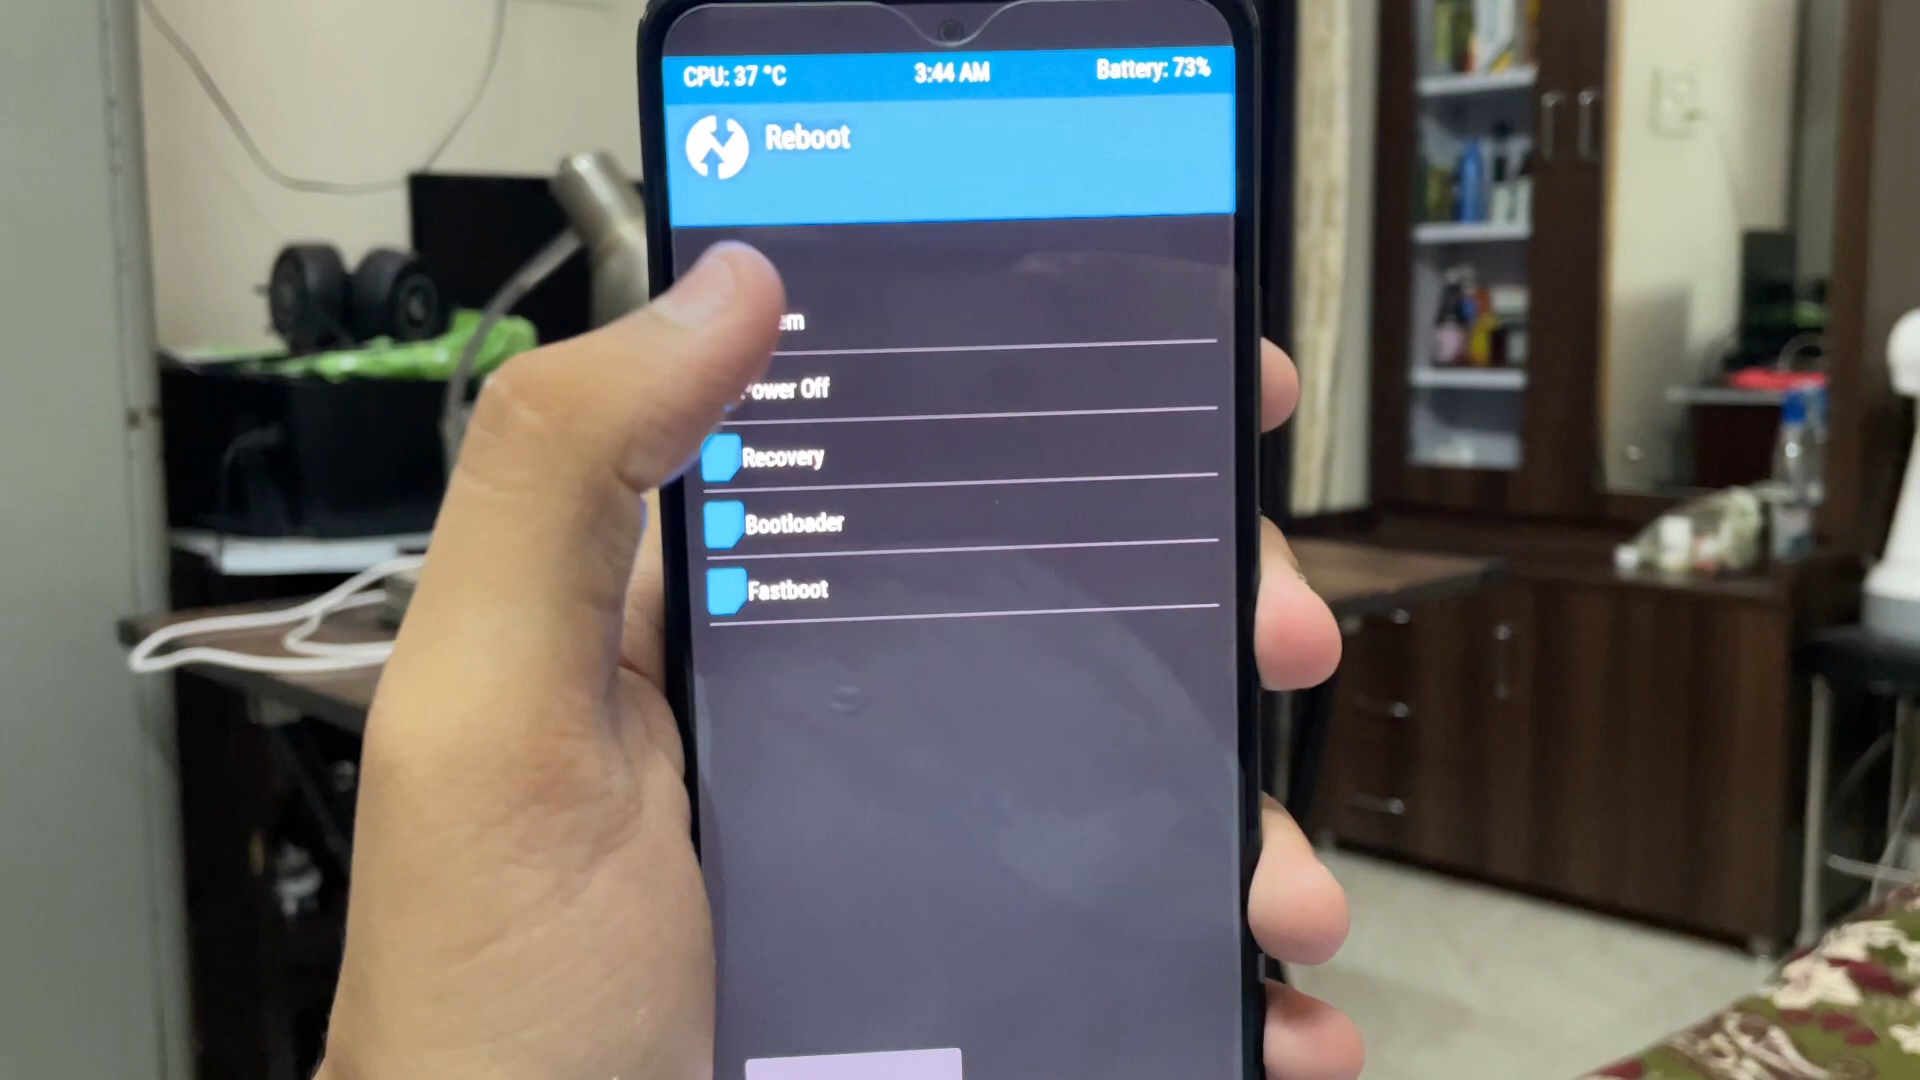 CPU: 37 °C 3:44 AM Battery: 73%
Reboot
Power Off
Recovery
Bootloader
Fastboot